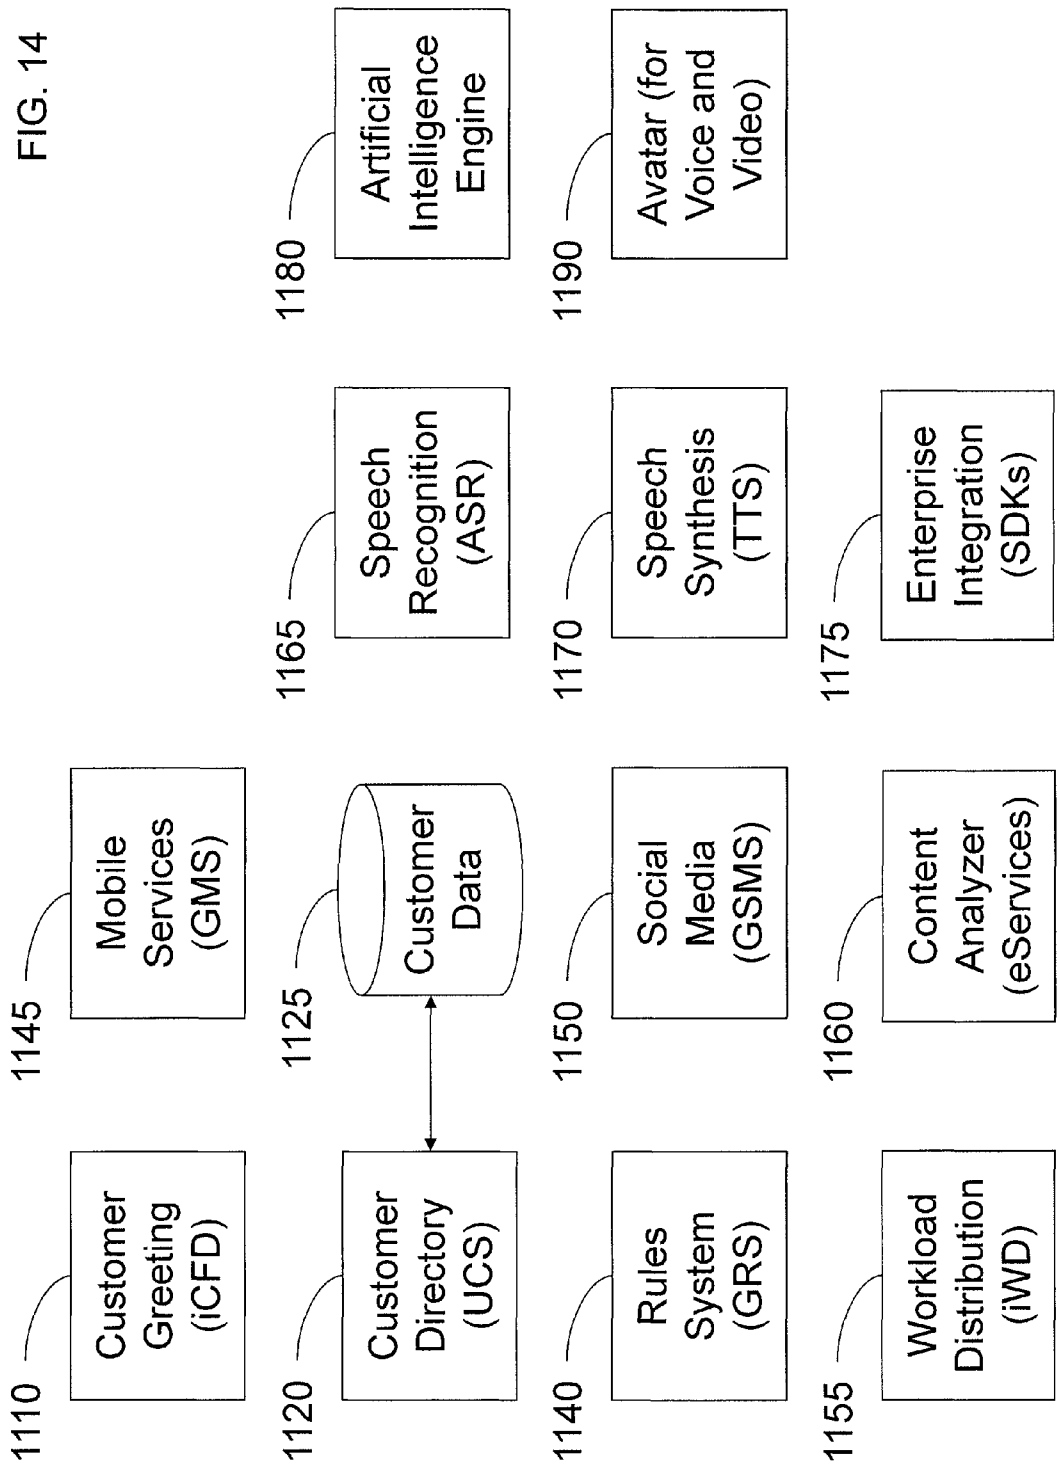 FIG. 14
1110
Customer
Greeting
(iCFD)
1145
Mobile
Services
(GMS)
1120
Customer
Directory
(UCS)
1125
Customer
Data
1165
Speech
Recognition
(ASR)
1180
Artificial
Intelligence
Engine
1140
Rules
System
(GRS)
1150
Social
Media
(GSMS)
1170
Speech
Synthesis
(TTS)
1190
Avatar (for
Voice and
Video)
1155
Workload
Distribution
(iWD)
1160
Content
Analyzer
(eServices)
1175
Enterprise
Integration
(SDKs)